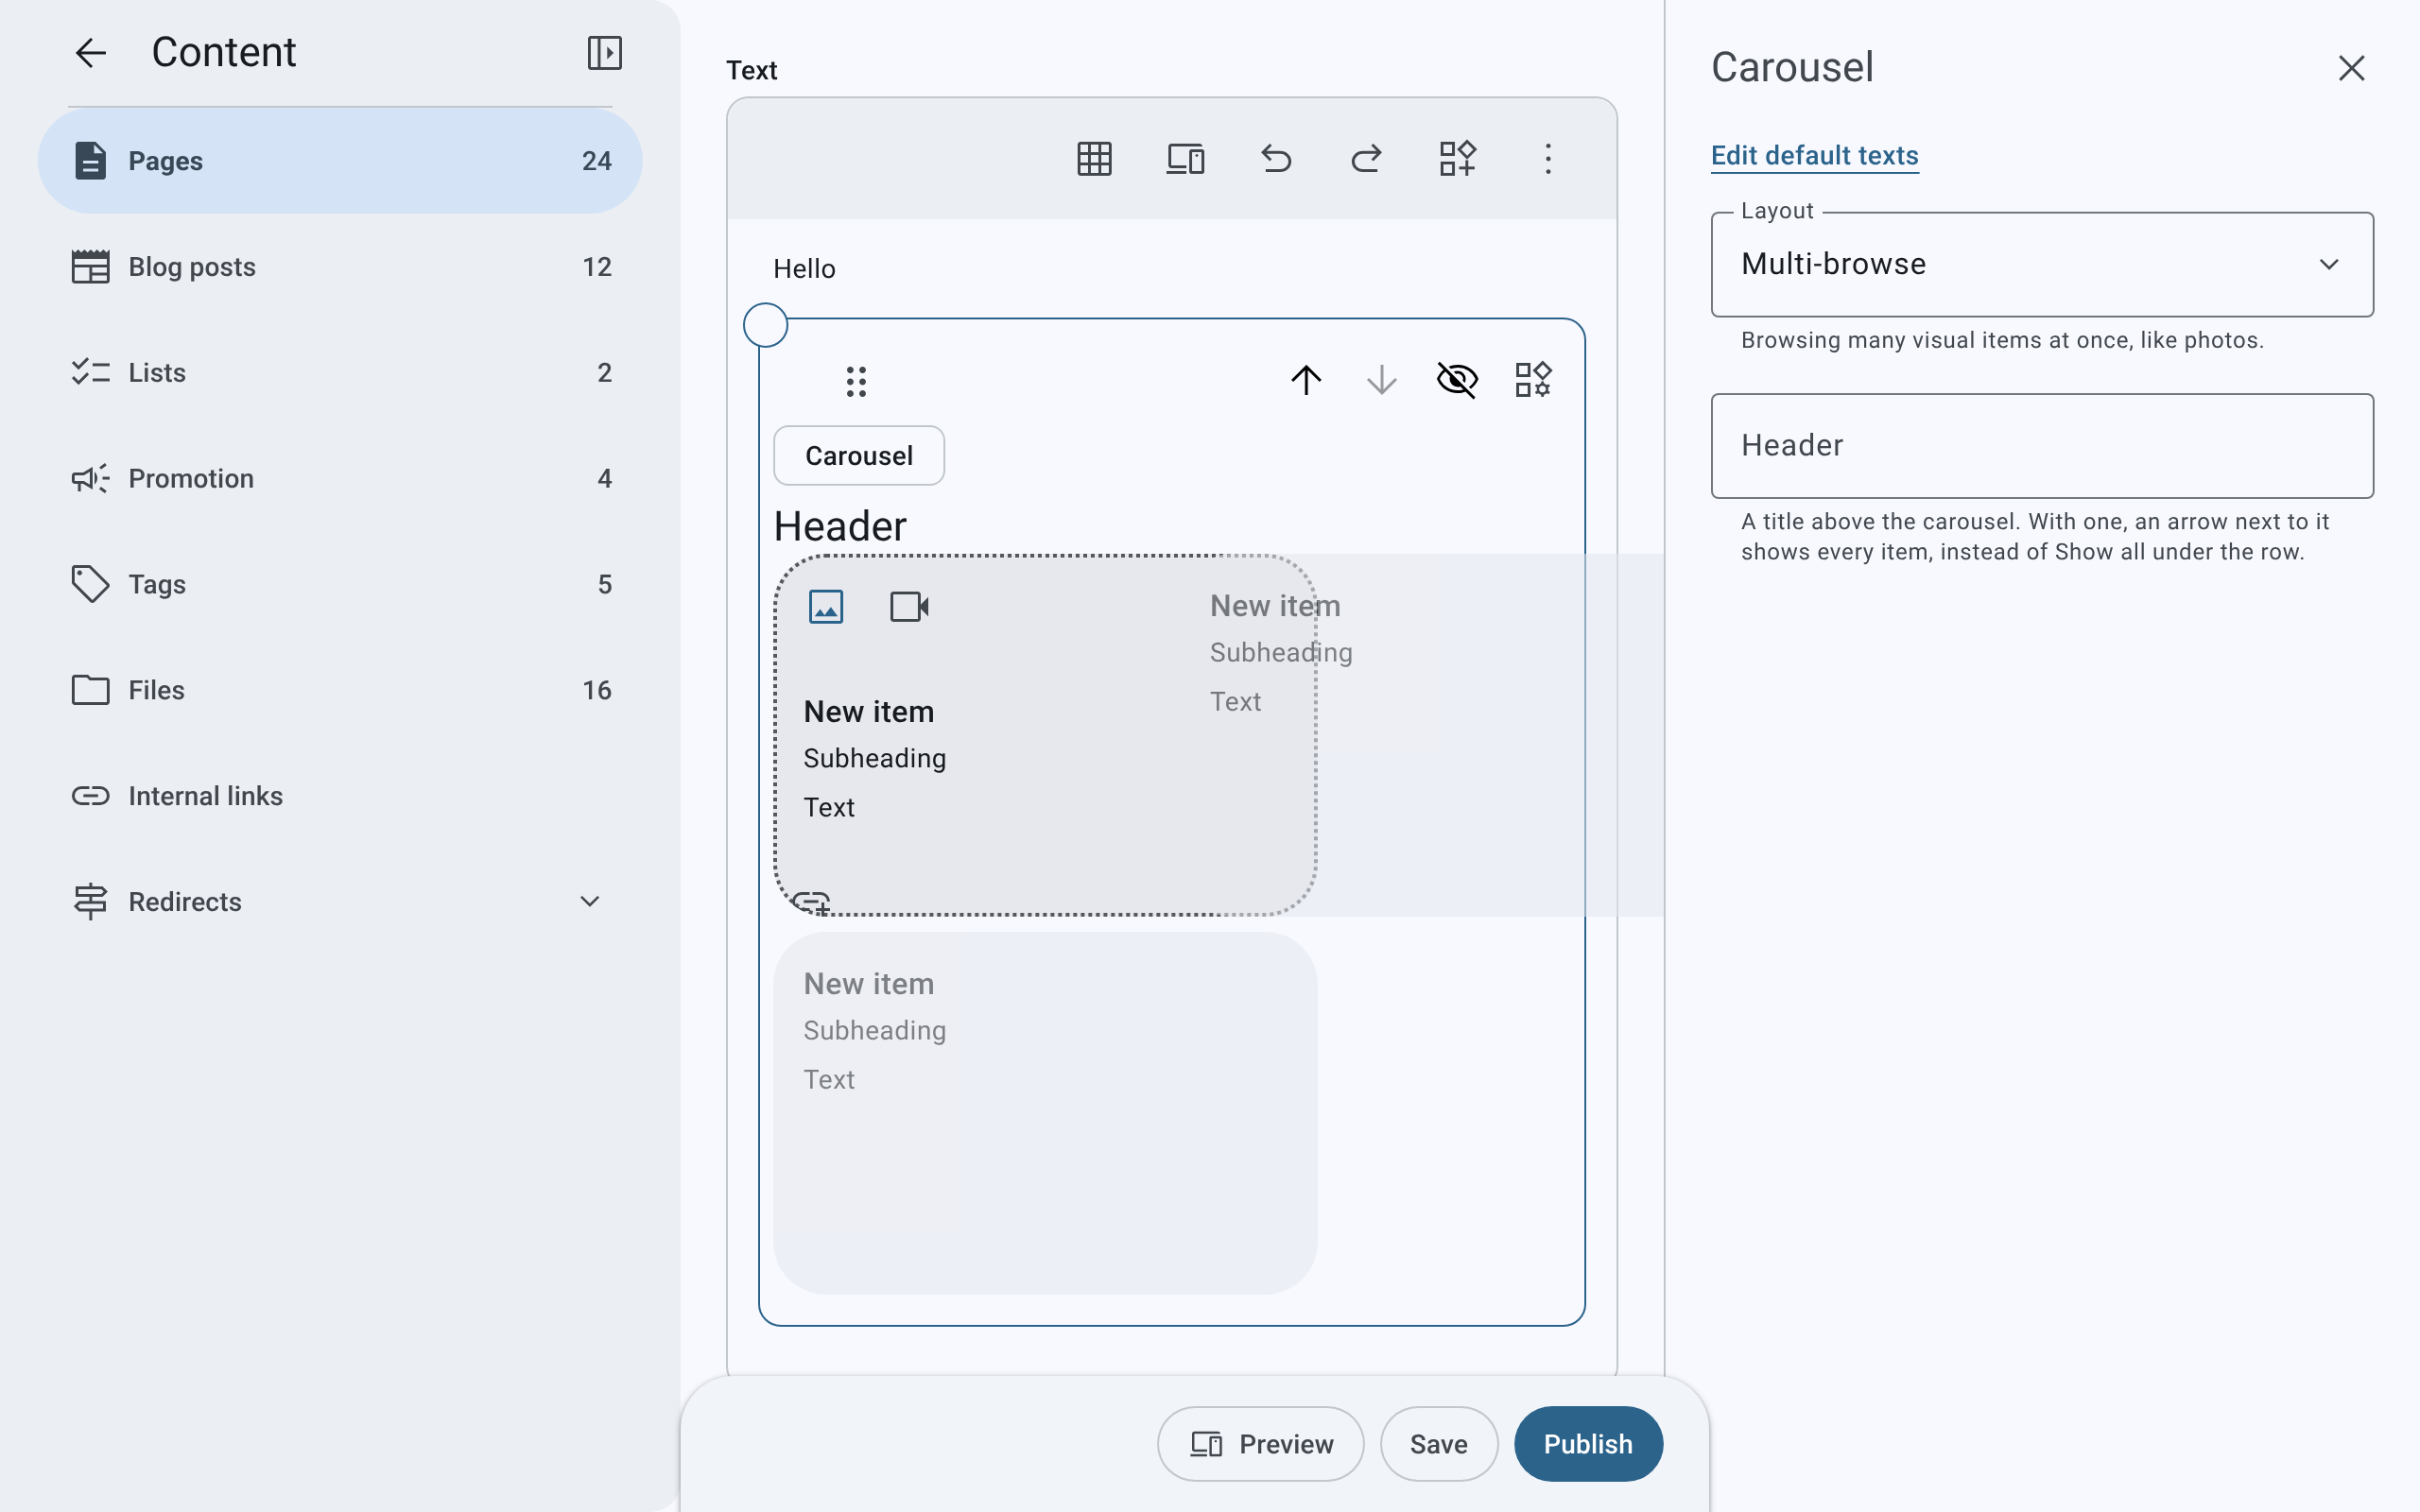 Content
Pages 24
Blog posts 12
Lists 2
Promotion 4
Tags 5
Files 16
Internal links
Redirects
Text
Hello
Carousel
Header
New item
Subheading
Text
New item
Subheading
Text
New item
Subheading
Text
Preview
Save
Publish
Carousel
Edit default texts
Layout
Multi-browse
Browsing many visual items at once, like photos.
Header
A title above the carousel. With one, an arrow next to it
shows every item, instead of Show all under the row.